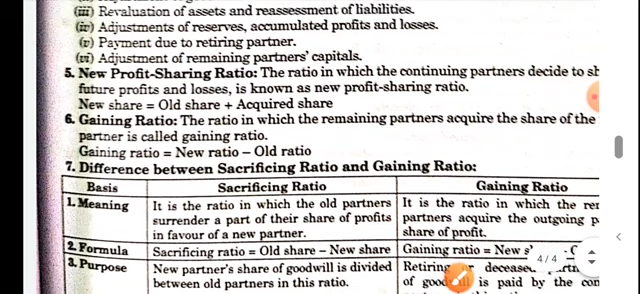 (iii) Revaluation of assets and reassessment of liabilities.
(iv) Adjustments of reserves, accumulated profits and losses.
(v) Payment due to retiring partner.
(vi) Adjustment of remaining partners' capitals.
5. New Profit-Sharing Ratio: The ratio in which the continuing partners decide to sh
future profits and losses, is known as new profit-sharing ratio.
New share = Old share + Acquired share
6. Gaining Ratio: The ratio in which the remaining partners acquire the share of the
partner is called gaining ratio.
Gaining ratio = New ratio – Old ratio
7. Difference between Sacrificing Ratio and Gaining Ratio:
Basis Sacrificing Ratio Gaining Ratio
1. Meaning It is the ratio in which the old partners It is the ratio in which the
surrender a part of their share of profits partners acquire the outgoing
in favour of a new partner. share of profit.
2. Formula Sacrificing ratio = Old share – New share Gaining ratio = New
4/4
3. Purpose New partner's share of goodwill is divided Retiring
between old partners in this ratio. of is paid by the con